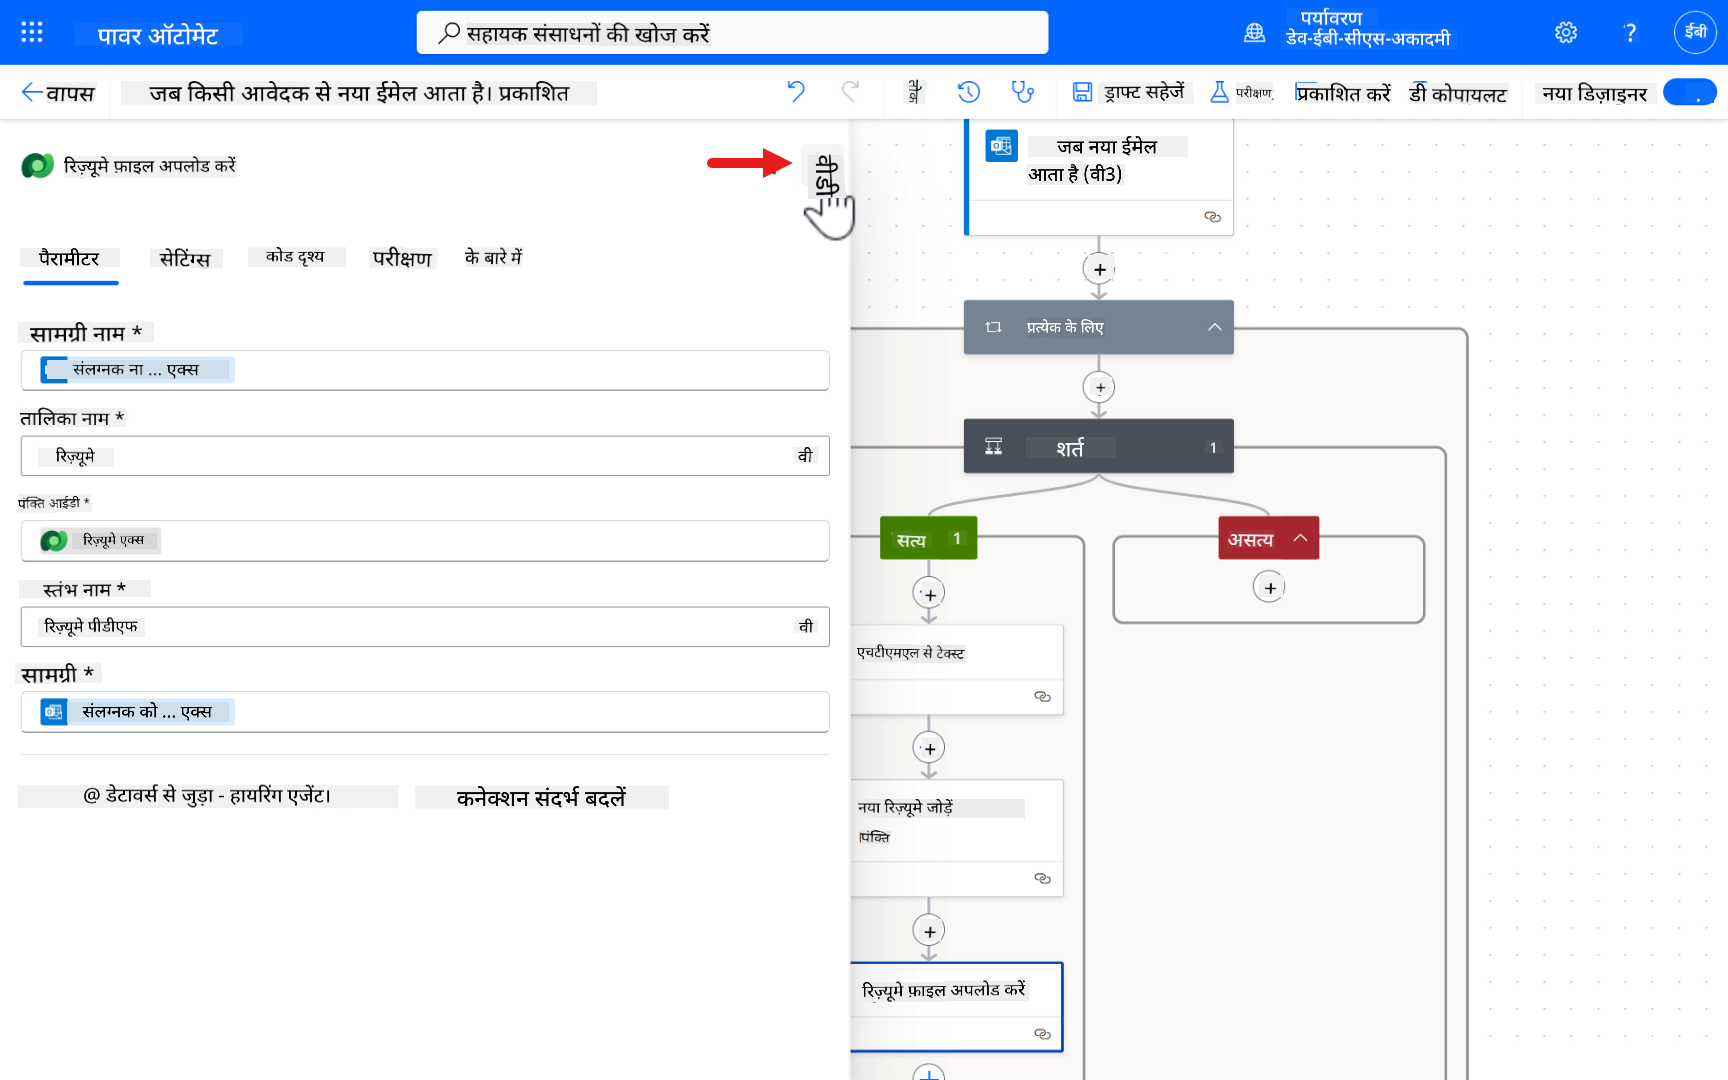 पावर ऑटोमेट
सहायक संसाधनों की खोज करें
पर्यावरण
डेव-ईबी-सीएस-अकादमी
?
ईबी
वापस
जब किसी आवेदक से नया ईमेल आता है। प्रकाशित
ड्राफ्ट सहेजें
परीक्षण
प्रकाशित करें
डी कोपायलट
नया डिज़ाइनर
रिज़्यूमे फ़ाइल अपलोड करें
वीडी
पैरामीटर
सेटिंग्स
कोड दृश्य
परीक्षण
के बारे में
सामग्री नाम *
संलग्नक ना ... एक्स
तालिका नाम *
रिज़्यूमे
वी
पंक्ति आईडी *
रिज़्यूमे एक्स
स्तंभ नाम *
रिज़्यूमे पीडीएफ
वी
सामग्री *
संलग्नक को ... एक्स
@ डेटावर्स से जुड़ा - हायरिंग एजेंट।
कनेक्शन संदर्भ बदलें
जब नया ईमेल
आता है (वी3)
प्रत्येक के लिए
शर्त
1
सत्य
1
असत्य
एचटीएमएल से टेक्स्ट
नया रिज़्यूमे जोड़ें
पंक्ति
रिज़्यूमे फ़ाइल अपलोड करें